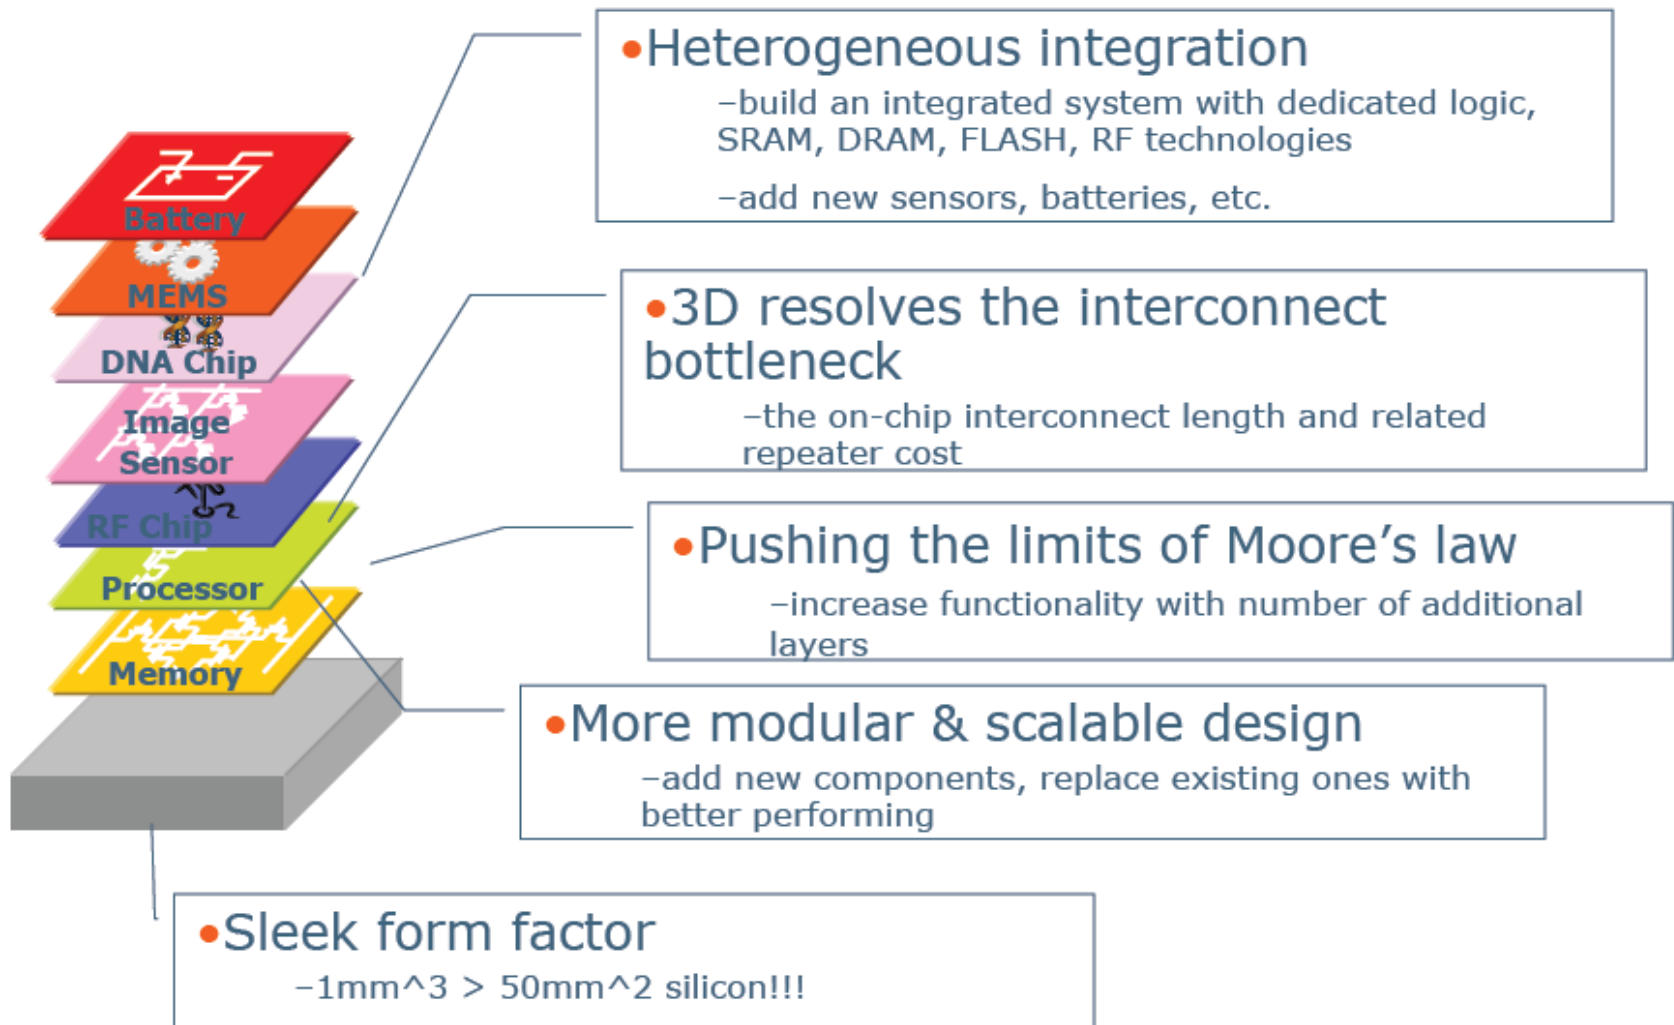 •Heterogeneous integration
–build an integrated system with dedicated logic,
SRAM, DRAM, FLASH, RF technologies
–add new sensors, batteries, etc.
Battery
MEMS
DNA Chip
Image
Sensor
RF Chip
Processor
Memory
•3D resolves the interconnect
bottleneck
–the on-chip interconnect length and related
repeater cost
•Pushing the limits of Moore’s law
–increase functionality with number of additional
layers
•More modular & scalable design
–add new components, replace existing ones with
better performing
•Sleek form factor
–1mm^3 > 50mm^2 silicon!!!